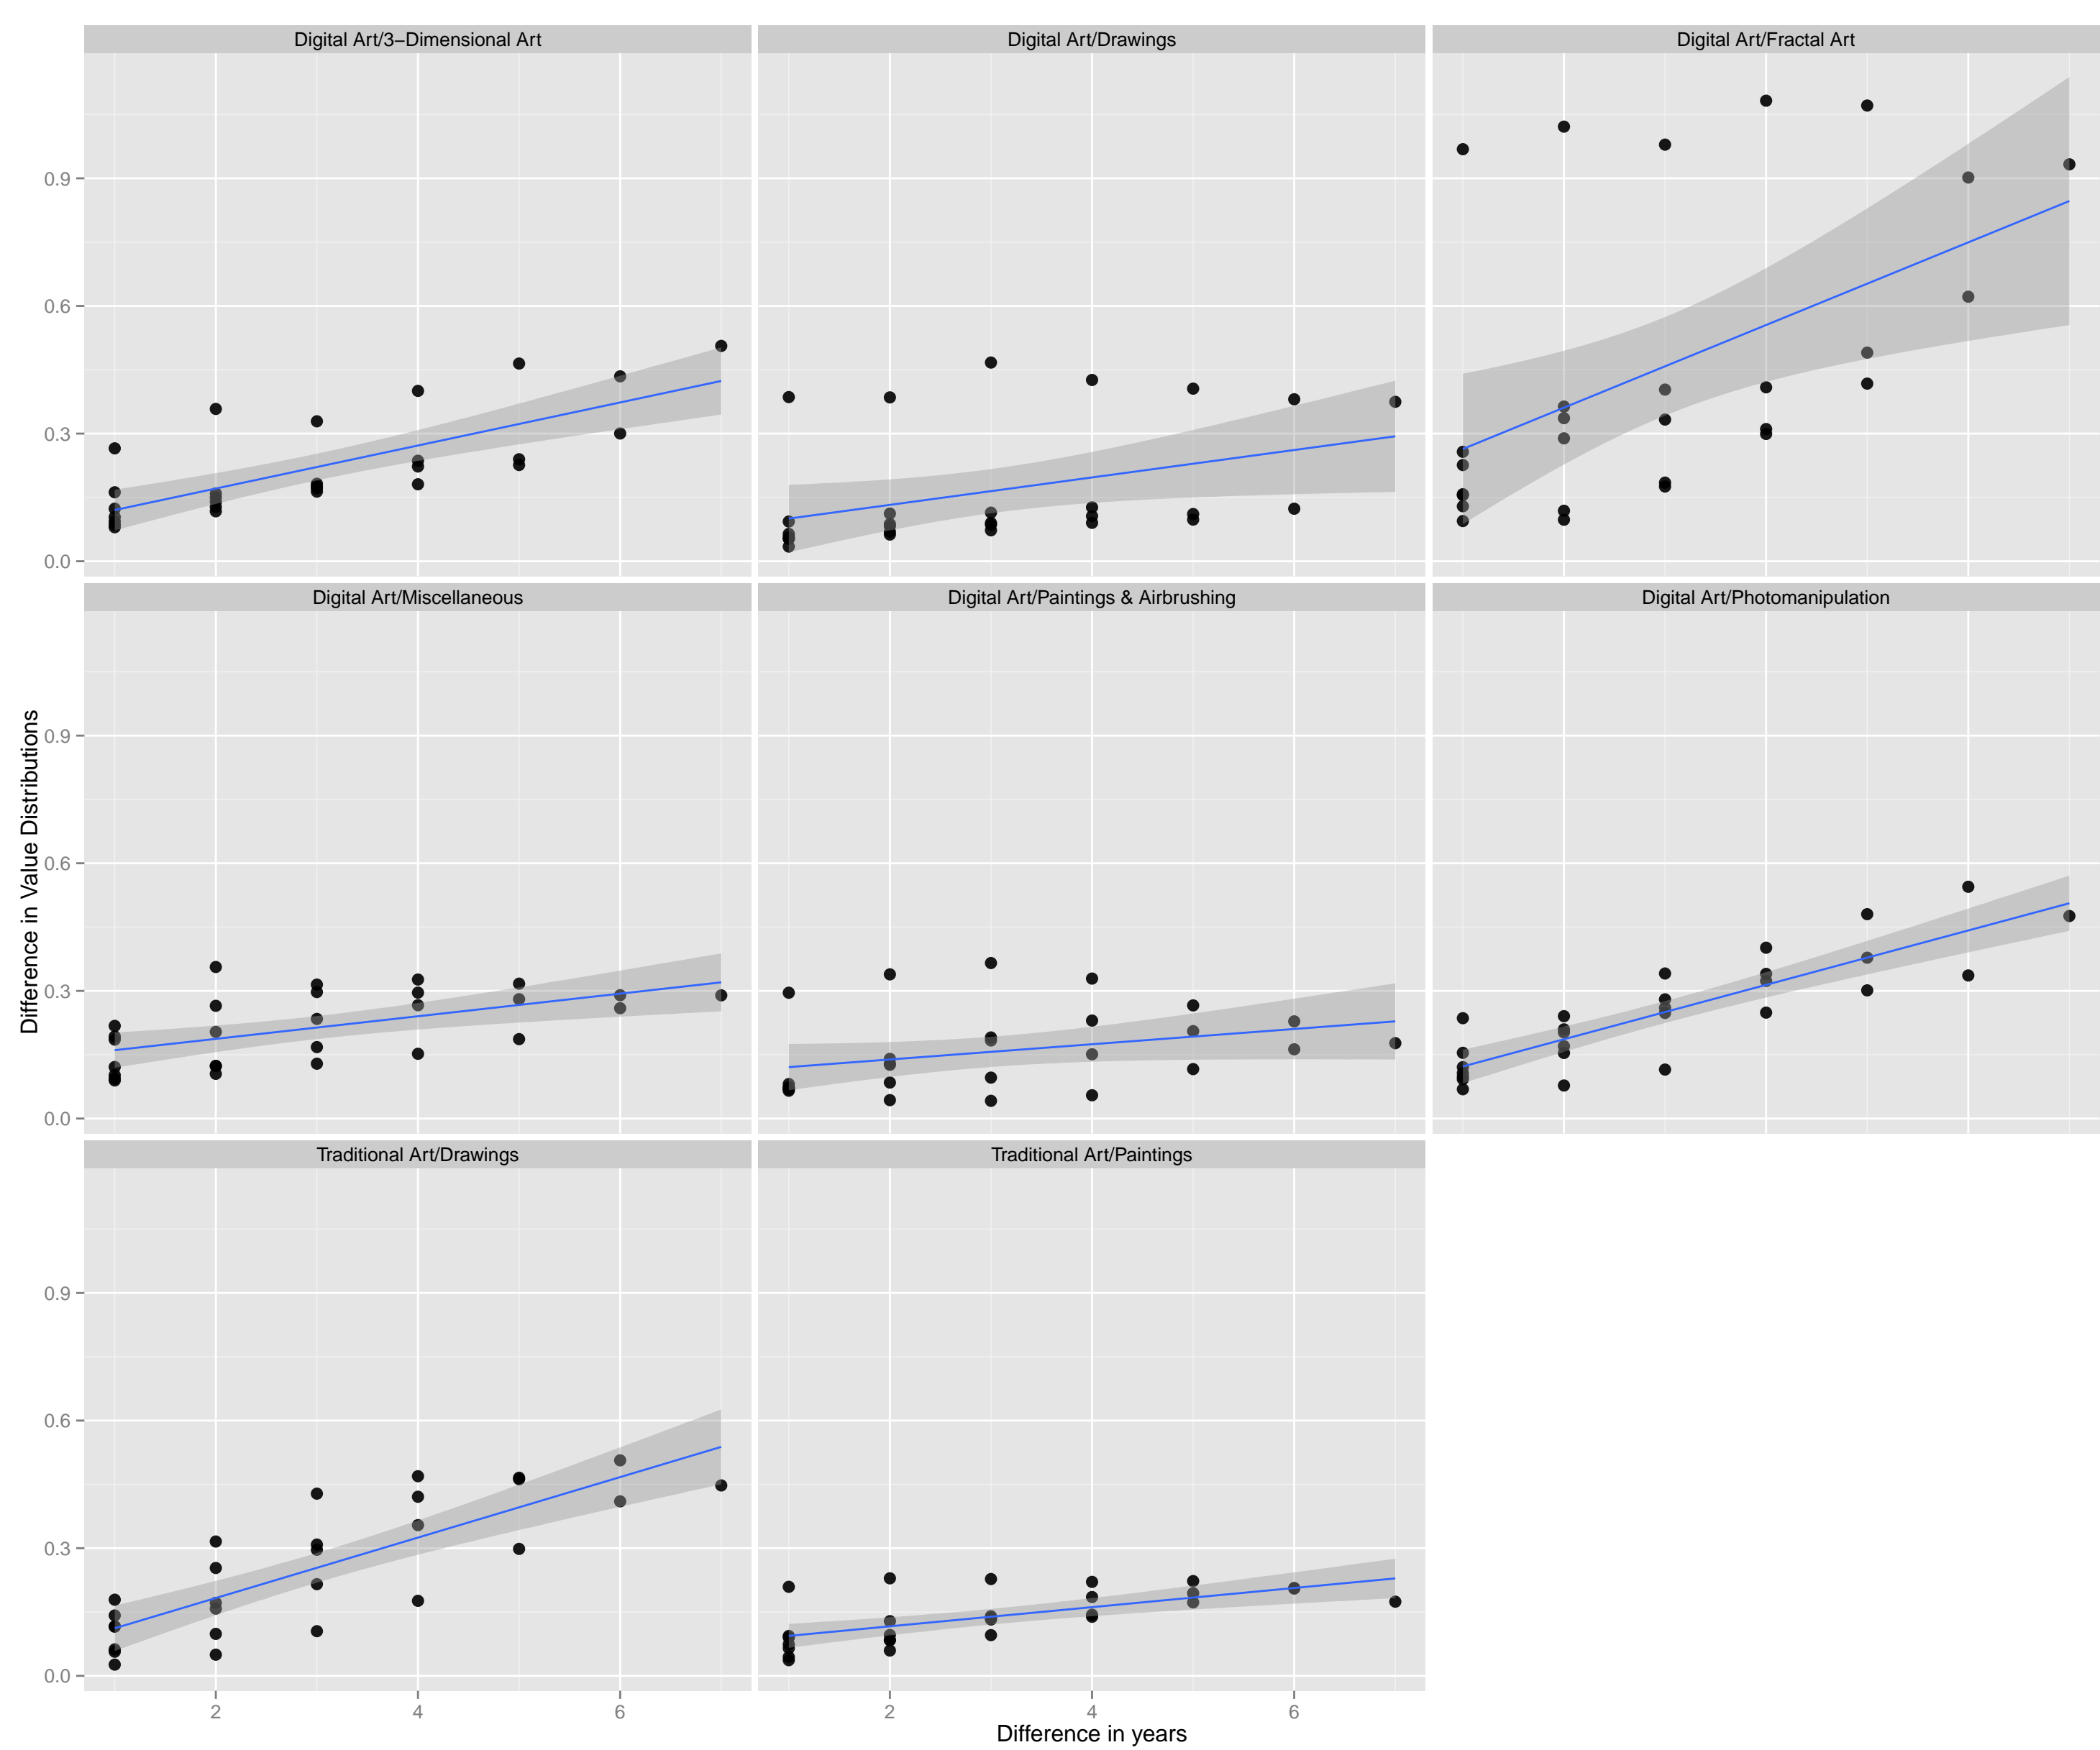 Digital Art/3−Dimensional Art
Digital Art/Drawings
Digital Art/Fractal Art
0.9
0.6
0.3
0.0
Digital Art/Miscellaneous
Digital Art/Paintings & Airbrushing
Digital Art/Photomanipulation
Difference in Value Distributions
0.9
0.6
0.3
0.0
Traditional Art/Drawings
Traditional Art/Paintings
0.9
0.6
0.3
0.0
2 4 6 2 4 6
Difference in years